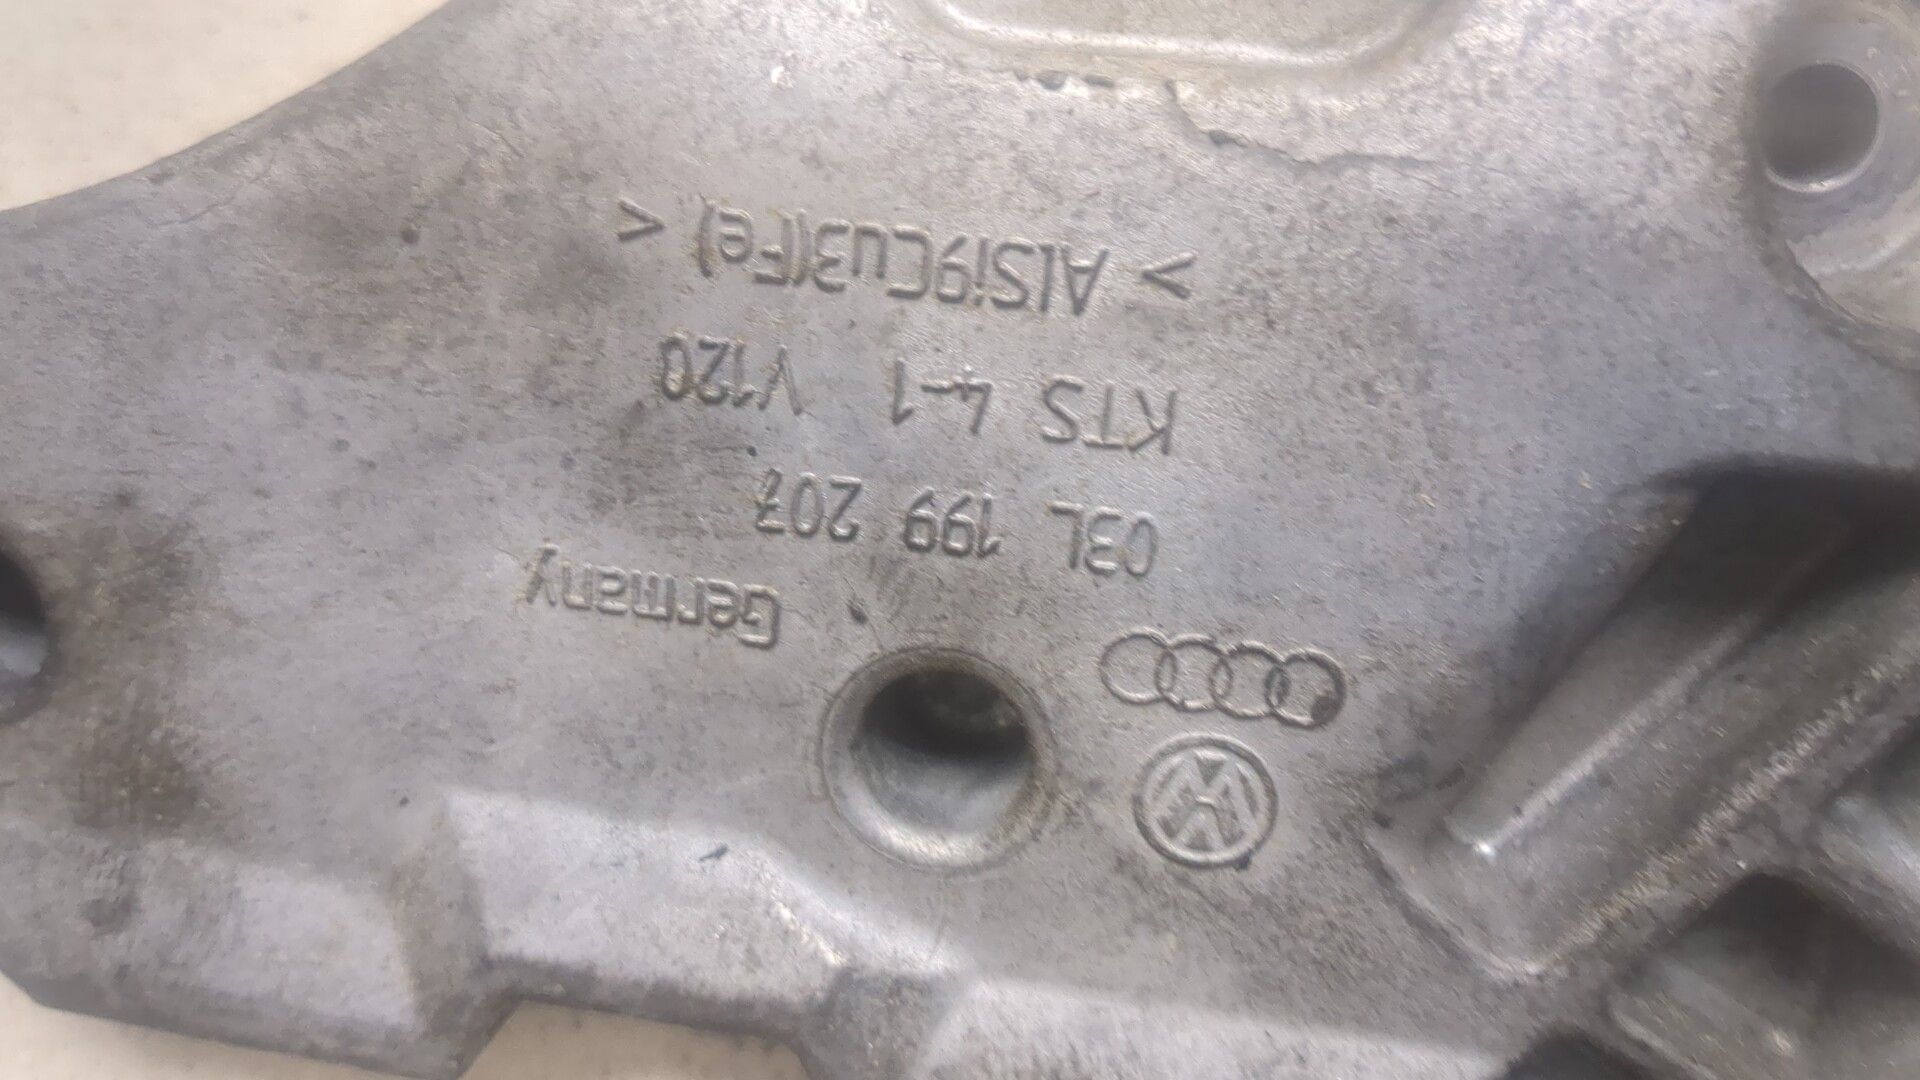 Germany
03L 199 207
KTS 4-1 V120
> AlSi9Cu3(Fe) <